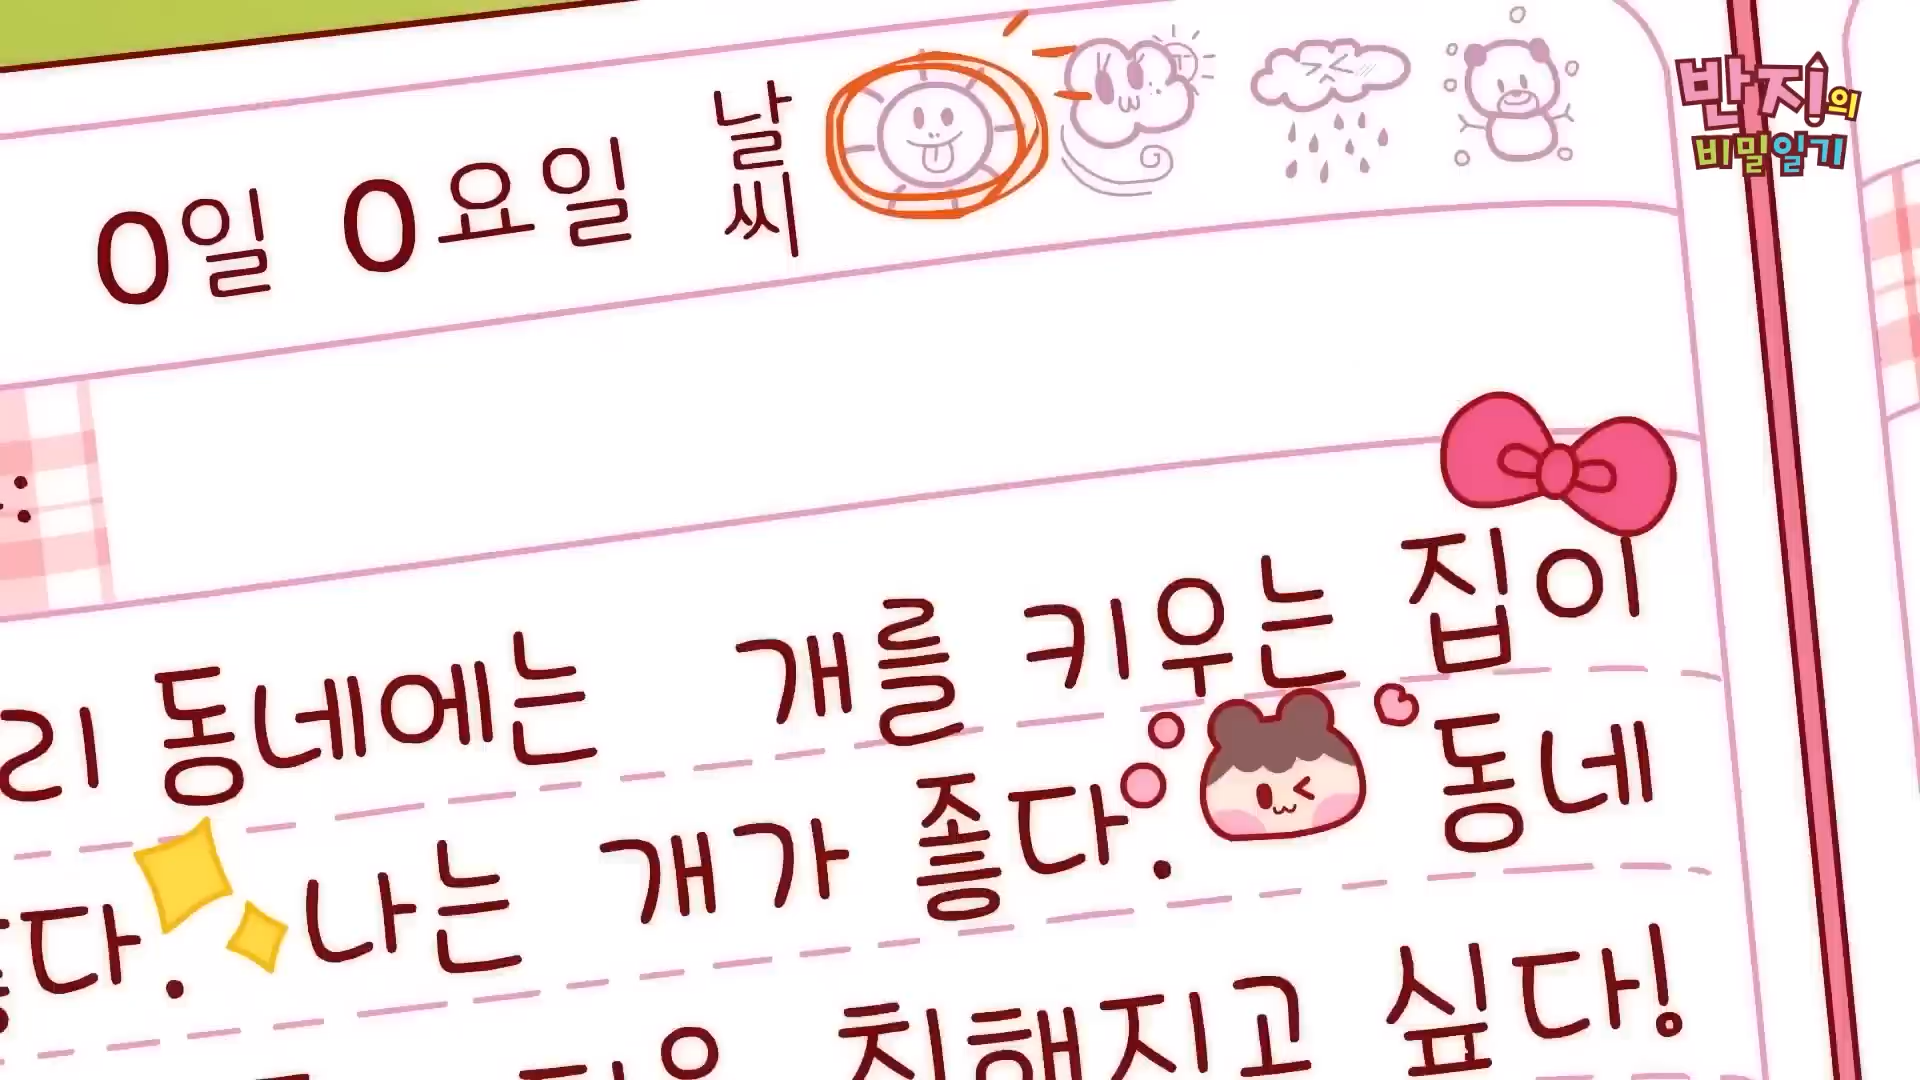 반지의
비밀일기
0일 0요일 날씨
리 동네에는 개를 키우는 집이
다. 나는 개가 좋다. 동네
친해지고 싶다!